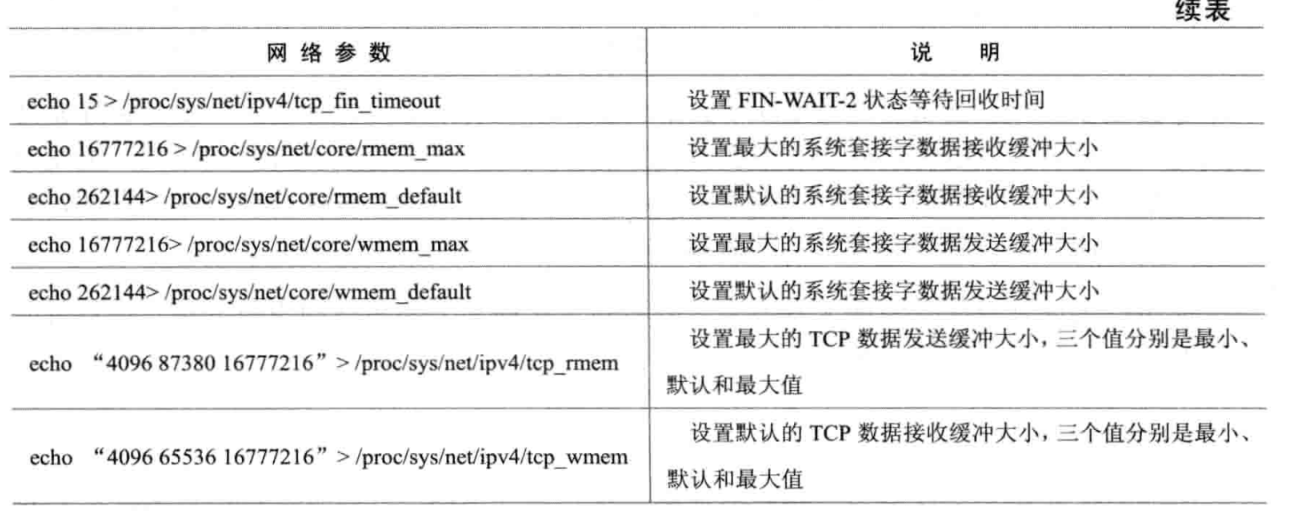 续表
网络参数 说 明
echo 15 > /proc/sys/net/ipv4/tcp_fin_timeout 设置 FIN-WAIT-2 状态等待回收时间
echo 16777216 > /proc/sys/net/core/rmem_max 设置最大的系统套接字数据接收缓冲大小
echo 262144> /proc/sys/net/core/rmem_default 设置默认的系统套接字数据接收缓冲大小
echo 16777216> /proc/sys/net/core/wmem_max 设置最大的系统套接字数据发送缓冲大小
echo 262144> /proc/sys/net/core/wmem_default 设置默认的系统套接字数据发送缓冲大小
echo “4096 87380 16777216” > /proc/sys/net/ipv4/tcp_rmem 设置最大的 TCP 数据发送缓冲大小，三个值分别是最小、
默认和最大值
echo “4096 65536 16777216” > /proc/sys/net/ipv4/tcp_wmem 设置默认的 TCP 数据接收缓冲大小，三个值分别是最小、
默认和最大值